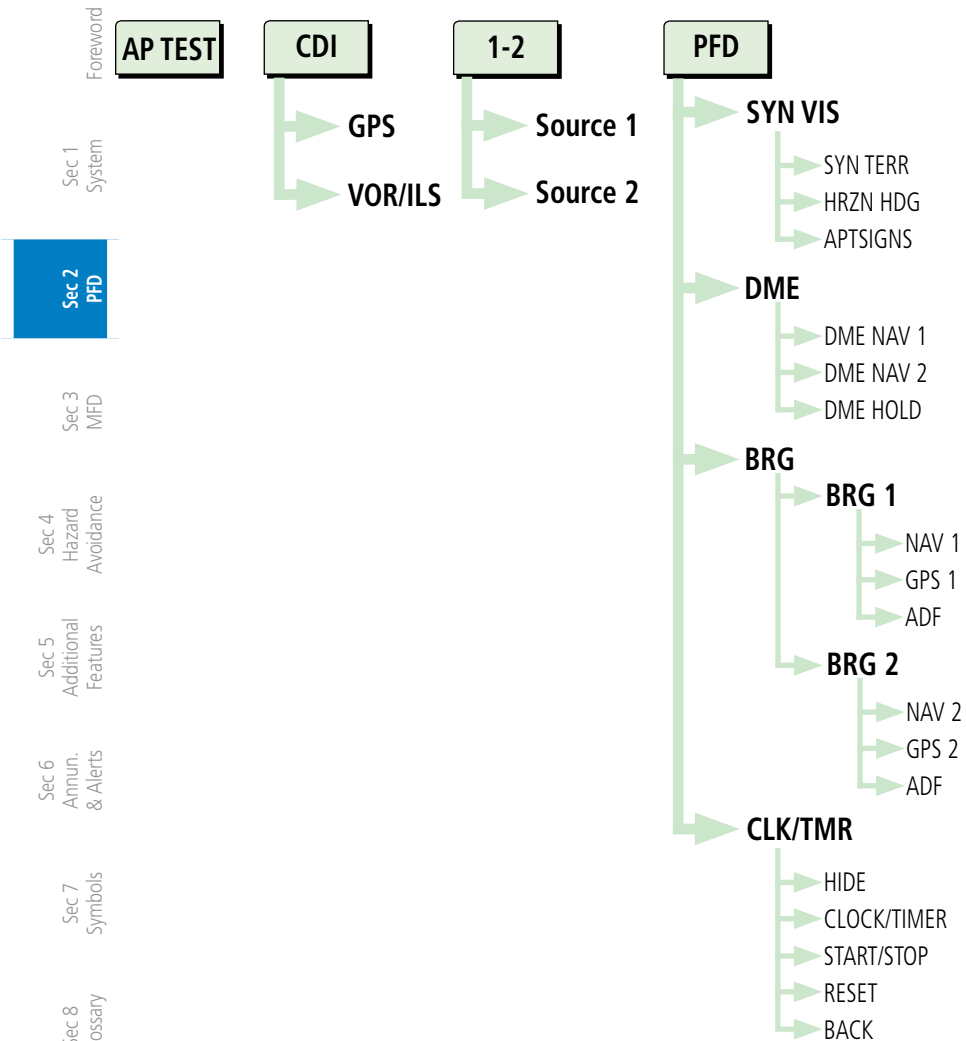 Foreword
Sec 1
System
Sec 2
PFD
Sec 3
MFD
Sec 4
Hazard
Avoidance
Sec 5
Additional
Features
Sec 6
Annun.
& Alerts
Sec 7
Symbols
Sec 8
AP TEST
CDI
GPS
VOR/ILS
1-2
Source 1
Source 2
PFD
SYN VIS
SYN TERR
HRZN HDG
APTSIGNS
DME
DME NAV 1
DME NAV 2
DME HOLD
BRG
BRG 1
NAV 1
GPS 1
ADF
BRG 2
NAV 2
GPS 2
ADF
CLK/TMR
HIDE
CLOCK/TIMER
START/STOP
RESET
BACK